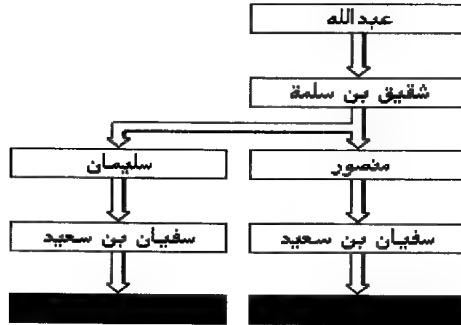 عبدالله
شقيق بن سلمة
منصور
سليمان
سفيان بن سعيد
سفيان بن سعيد